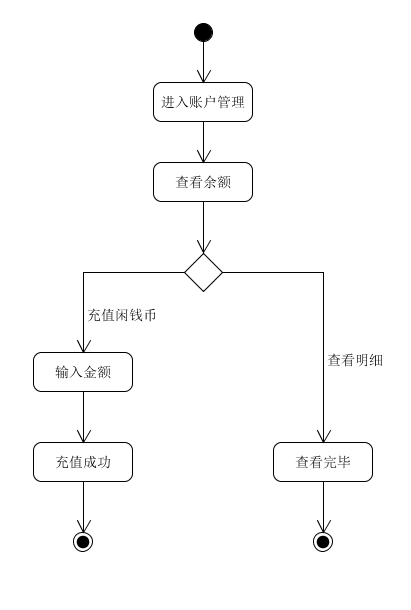 进入账户管理
查看余额
充值闲钱币
查看明细
输入金额
充值成功
查看完毕